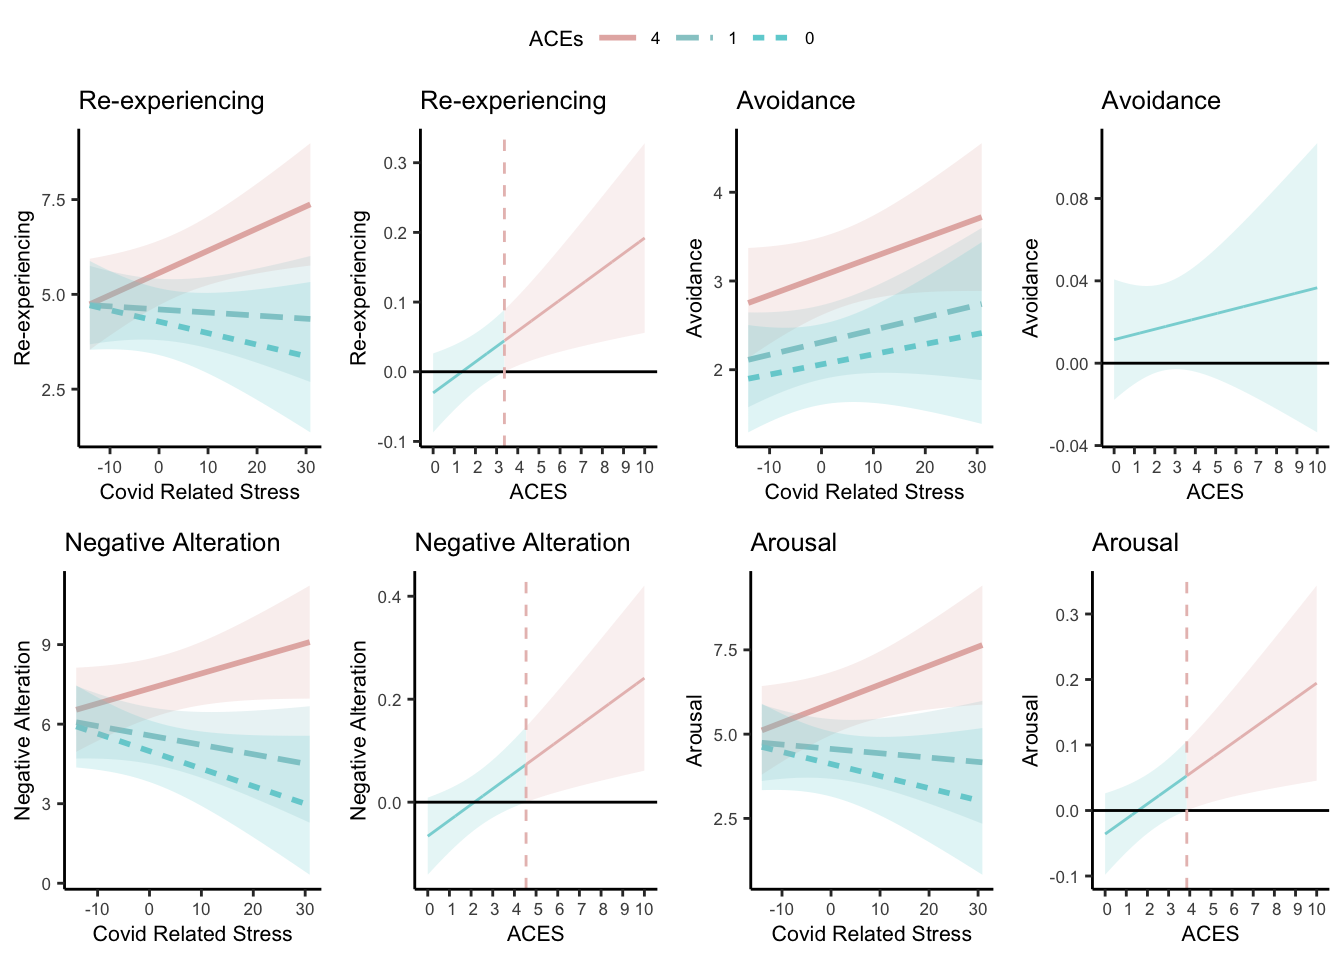 ACEs 4 1 0
Re-experiencing
Re-experiencing
7.5
5.0
2.5
-10 0 10 20 30
Covid Related Stress
Re-experiencing
Re-experiencing
0.3
0.2
0.1
0.0
-0.1
0 1 2 3 4 5 6 7 8 9 10
ACES
Avoidance
Avoidance
4
3
2
-10 0 10 20 30
Covid Related Stress
Avoidance
Avoidance
0.08
0.04
0.00
-0.04
0 1 2 3 4 5 6 7 8 9 10
ACES
Negative Alteration
Negative Alteration
9
6
3
0
-10 0 10 20 30
Covid Related Stress
Negative Alteration
Negative Alteration
0.4
0.2
0.0
0 1 2 3 4 5 6 7 8 9 10
ACES
Arousal
Arousal
7.5
5.0
2.5
-10 0 10 20 30
Covid Related Stress
Arousal
Arousal
0.3
0.2
0.1
0.0
-0.1
0 1 2 3 4 5 6 7 8 9 10
ACES